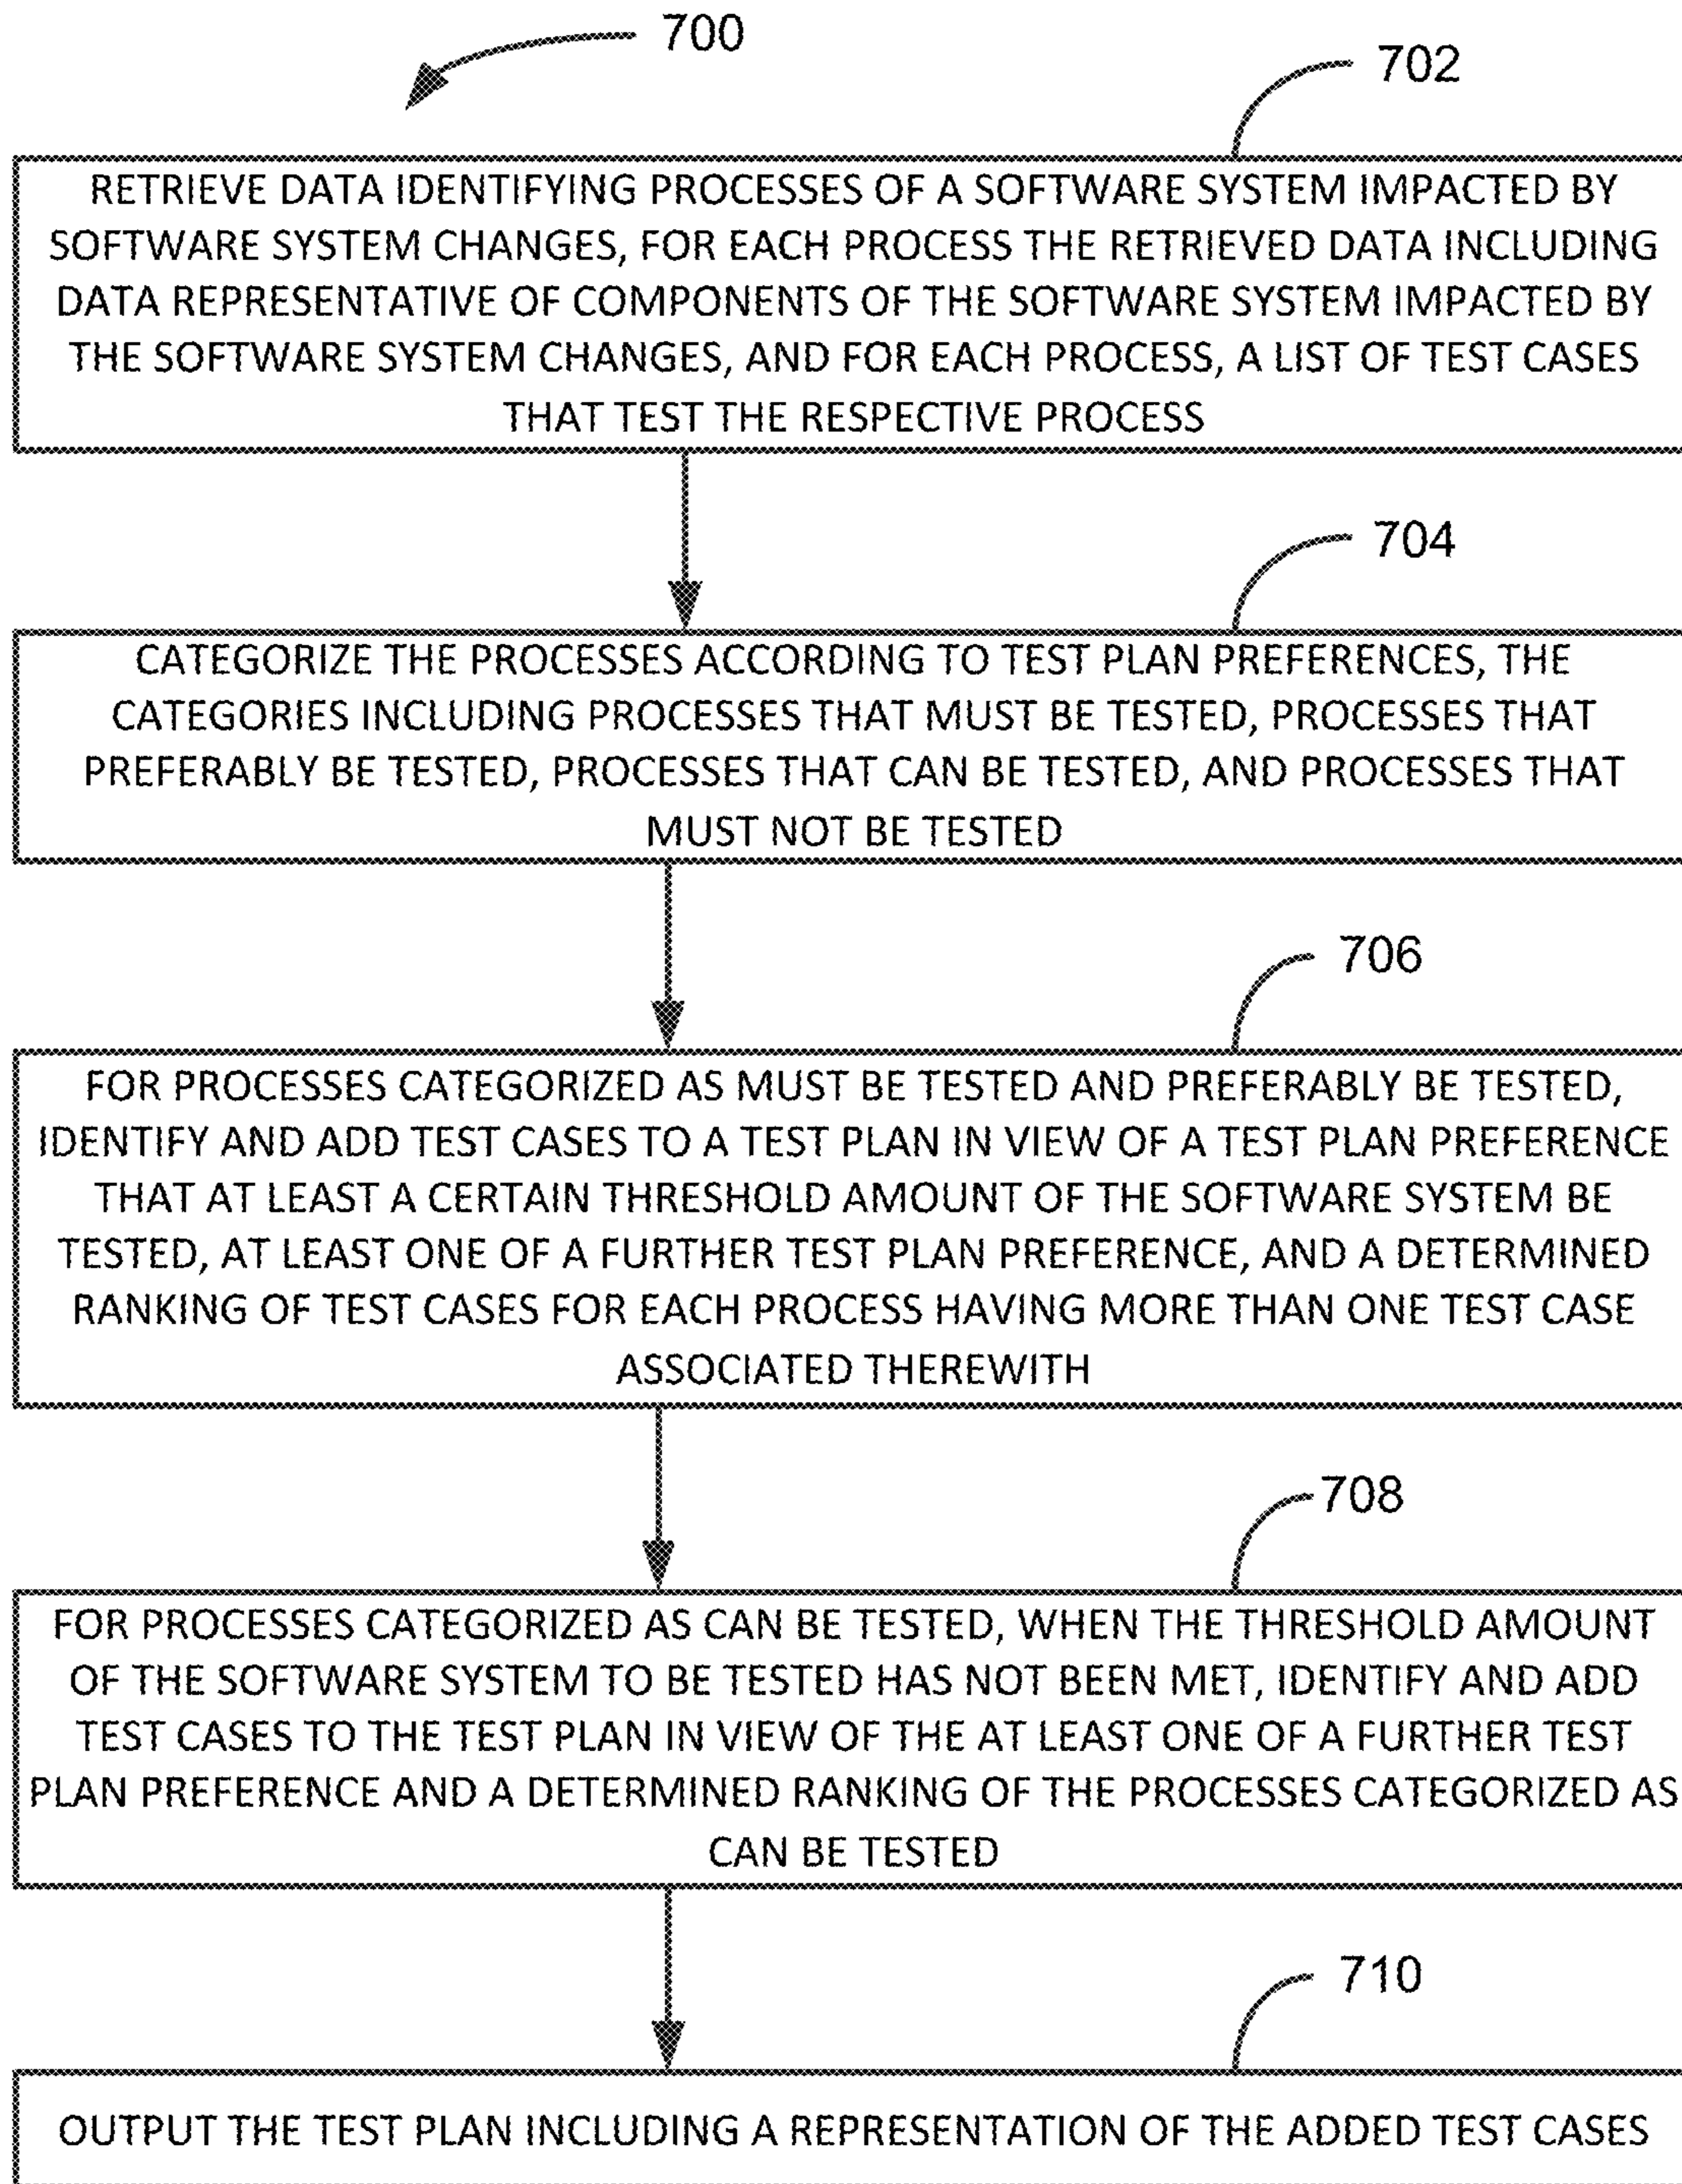 700
702
RETRIEVE DATA IDENTIFYING PROCESSES OF A SOFTWARE SYSTEM IMPACTED BY
SOFTWARE SYSTEM CHANGES, FOR EACH PROCESS THE RETRIEVED DATA INCLUDING
DATA REPRESENTATIVE OF COMPONENTS OF THE SOFTWARE SYSTEM IMPACTED BY
THE SOFTWARE SYSTEM CHANGES, AND FOR EACH PROCESS, A LIST OF TEST CASES
THAT TEST THE RESPECTIVE PROCESS
704
CATEGORIZE THE PROCESSES ACCORDING TO TEST PLAN PREFERENCES, THE
CATEGORIES INCLUDING PROCESSES THAT MUST BE TESTED, PROCESSES THAT
PREFERABLY BE TESTED, PROCESSES THAT CAN BE TESTED, AND PROCESSES THAT
MUST NOT BE TESTED
706
FOR PROCESSES CATEGORIZED AS MUST BE TESTED AND PREFERABLY BE TESTED,
IDENTIFY AND ADD TEST CASES TO A TEST PLAN IN VIEW OF A TEST PLAN PREFERENCE
THAT AT LEAST A CERTAIN THRESHOLD AMOUNT OF THE SOFTWARE SYSTEM BE
TESTED, AT LEAST ONE OF A FURTHER TEST PLAN PREFERENCE, AND A DETERMINED
RANKING OF TEST CASES FOR EACH PROCESS HAVING MORE THAN ONE TEST CASE
ASSOCIATED THEREWITH
708
FOR PROCESSES CATEGORIZED AS CAN BE TESTED, WHEN THE THRESHOLD AMOUNT
OF THE SOFTWARE SYSTEM TO BE TESTED HAS NOT BEEN MET, IDENTIFY AND ADD
TEST CASES TO THE TEST PLAN IN VIEW OF THE AT LEAST ONE OF A FURTHER TEST
PLAN PREFERENCE AND A DETERMINED RANKING OF THE PROCESSES CATEGORIZED AS
CAN BE TESTED
710
OUTPUT THE TEST PLAN INCLUDING A REPRESENTATION OF THE ADDED TEST CASES